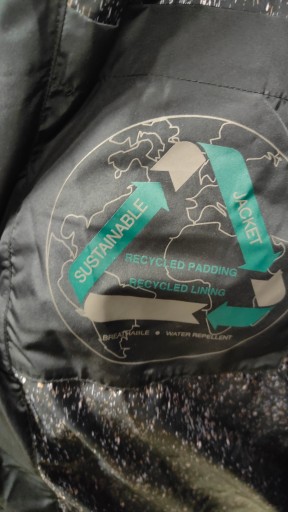 SUSTAINABLE
JACKET
RECYCLED PADDING
RECYCLED LINING
BREATHABLE • WATER REPELLENT